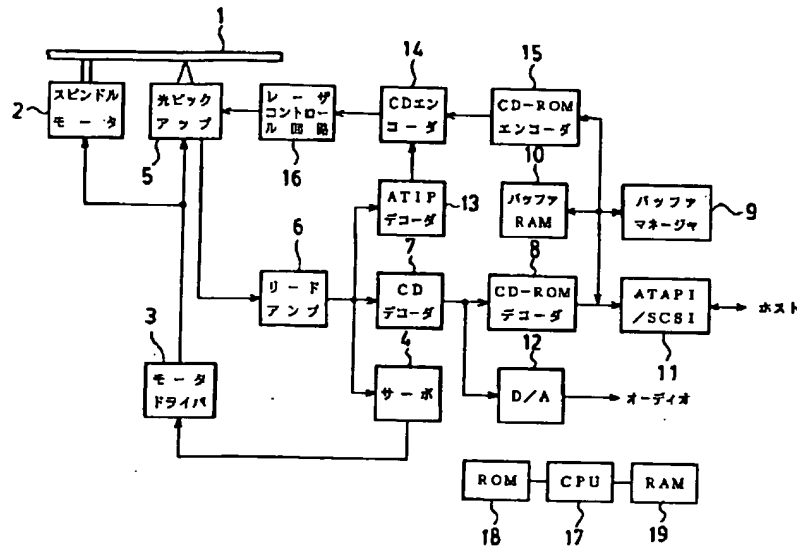 1
14
15
2
スピンドル
モータ
光ピック
アップ
5
レーザ
コントロー
ル回路
16
CDエン
コーダ
CD-ROM
エンコーダ
10
ATIP
デコーダ
13
バッファ
RAM
バッファ
マネージャ
9
6
リード
アンプ
7
CD
デコーダ
8
CD-ROM
デコーダ
ATAPI
/SCSI
11
ホスト
3
モータ
ドライバ
4
サーボ
12
D/A
オーディオ
ROM
18
CPU
17
RAM
19